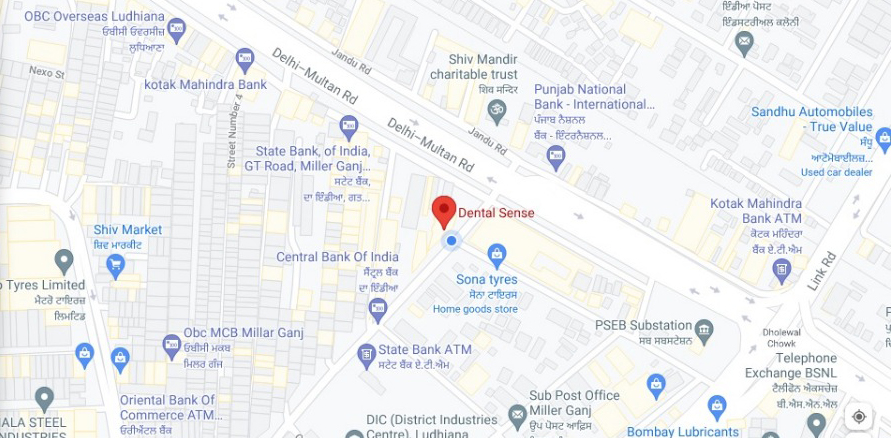 OBC Overseas Ludhiana
ਓਬੀਸੀ ਓਵਰਸੀਜ਼
ਲੁਧਿਆਣਾ
Nexo St
kotak Mahindra Bank
Street Number 4
Delhi-Multan Rd
Jandu Rd
Shiv Mandir
charitable trust
ਸ਼ਿਵ ਮਨਦਿਰ
ਇੰਡੀਆ ਪੋਸਟ
ਇੰਡਸਟਰੀਅਲ ਕਲੋਨੀ
Punjab National
Bank - International...
ਪੰਜਾਬ ਨੈਸ਼ਨਲ
ਬੈਂਕ - ਇੰਟਰਨੈਸ਼ਨਲ...
Delhi-Multan Rd
Jandu Rd
Sandhu Automobiles
- True Value
ਸੰਧੂ
ਆਟੋਮੋਬਾਈਲਜ਼...
Used car dealer
State Bank, of India,
GT Road, Miller Ganj...
ਸਟੇਟ ਬੈਂਕ,
ਦਾ ਇੰਡੀਆ, ਗਤ...
Dental Sense
Kotak Mahindra
Bank ATM
ਕੋਟਕ ਮਹਿੰਦਰਾ
ਬੈਂਕ ਏ.ਟੀ.ਐਮ
Link Rd
Shiv Market
ਸ਼ਿਵ ਮਾਰਕੀਟ
Central Bank Of India
ਸੈਂਟ੍ਰਲ ਬੈਂਕ
ਦਾ ਇੰਡੀਆ
Sona tyres
ਸੋਨਾ ਟਾਇਰਸ
Home goods store
o Tyres Limited
ਮੈਟਰੋ ਟਾਇਰਜ਼
ਲਿਮਟਿਡ
Obc MCB Millar Ganj
ਓਬੀਸੀ ਮਕਬ
ਮਿਲਰ ਗੰਜ
State Bank ATM
ਸਟੇਟ ਬੈਂਕ ਏ.ਟੀ.ਐਮ
PSEB Substation
ਸਬ ਸਬਸਟੇਸ਼ਨ
Dholewal
Chowk
Telephone
Exchange BSNL
ਟੈਲੀਫੋਨ ਐਕਸਚੇਂਜ਼
ਬੀ.ਐਸ.ਐਨ.ਐਲ
Oriental Bank Of
Commerce ATM...
ਓਰੀਐਂਟਲ ਬੈਂਕ
Sub Post Office
Miller Ganj
ਉਪ ਪੋਸਟ ਆਫ਼ਿਸ
Bombay Lubricants
DIC (District Industries
Centre), Ludhiana
IALA STEEL
NDUSTRIES